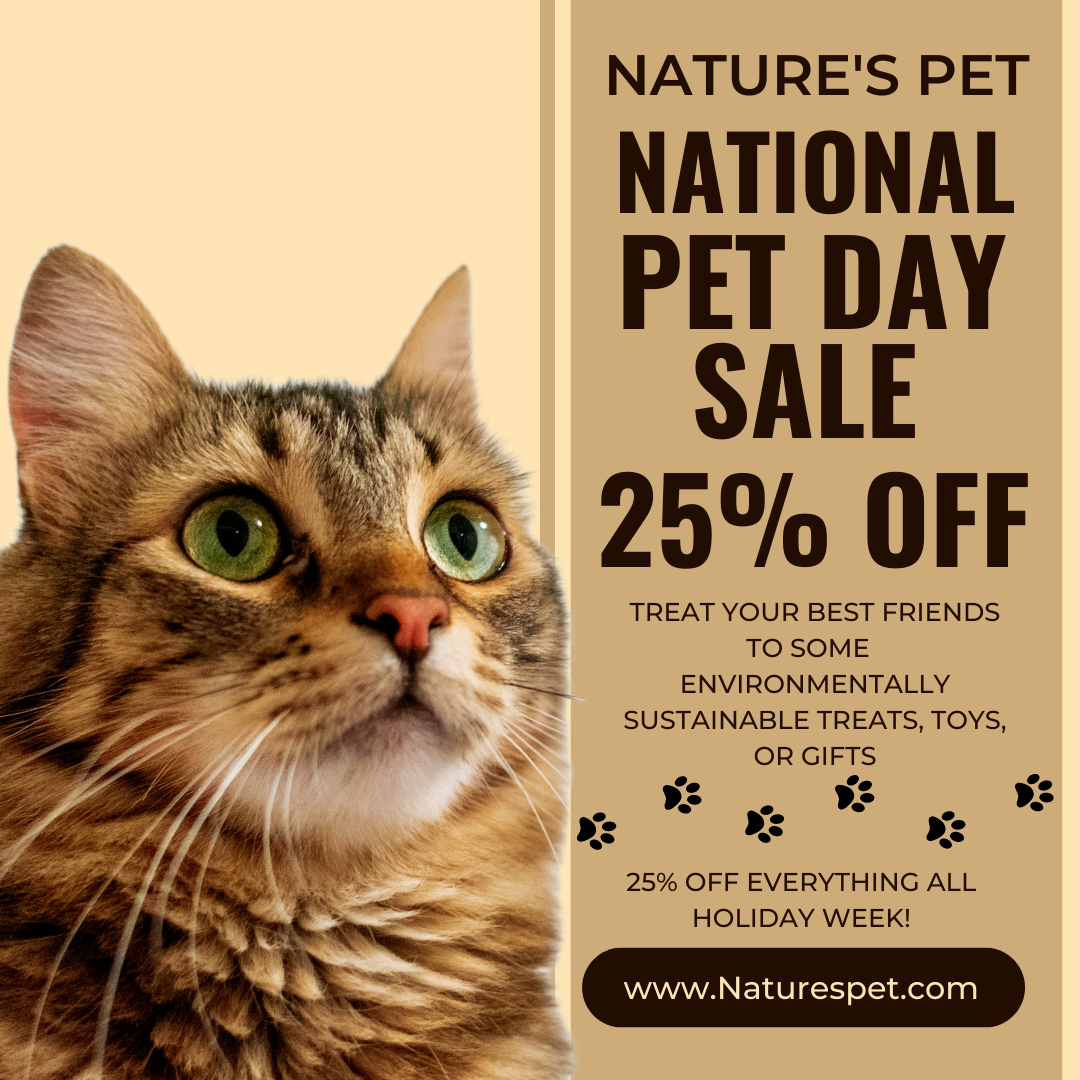 NATURE'S PET
NATIONAL
PET DAY
SALE
25% OFF
TREAT YOUR BEST FRIENDS
TO SOME
ENVIRONMENTALLY
SUSTAINABLE TREATS, TOYS,
OR GIFTS
25% OFF EVERYTHING ALL
HOLIDAY WEEK!
www.Naturespet.com